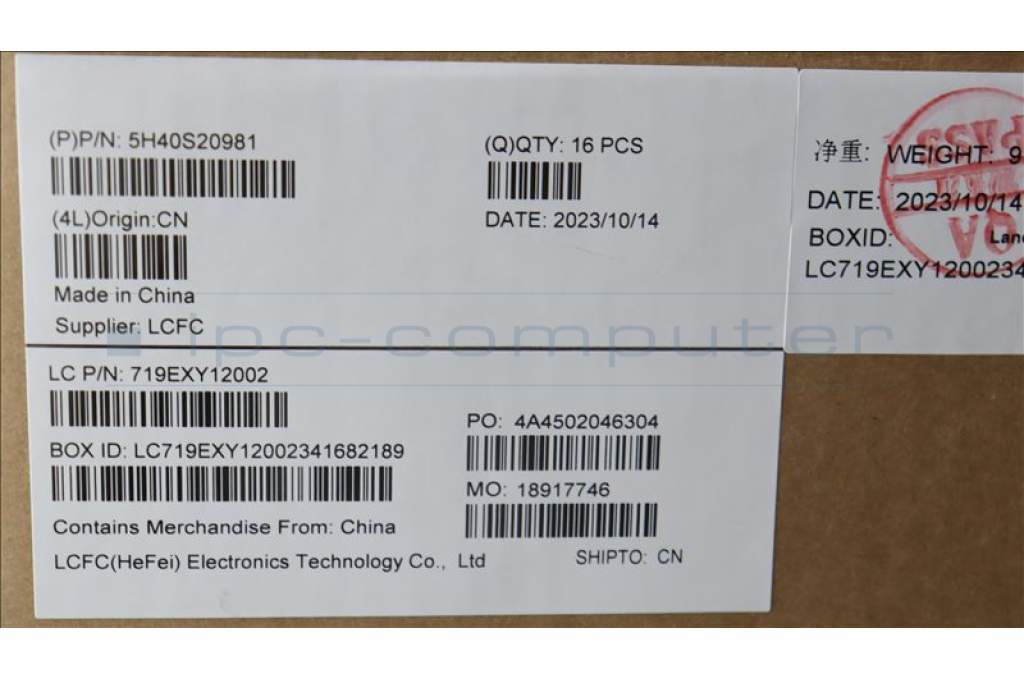 (P)P/N: 5H40S20981
(4L)Origin:CN
Made in China
Supplier: LCFC
(Q)QTY: 16 PCS
DATE: 2023/10/14
LC P/N: 719EXY12002
BOX ID: LC719EXY12002341682189
Contains Merchandise From: China
LCFC(HeFei) Electronics Technology Co., Ltd
PO: 4A4502046304
MO: 18917746
SHIPTO: CN
净重: WEIGHT: 9
DATE: 2023/10/14
BOXID:
LC719EXY1200234
PASS
QA
ipc-computer